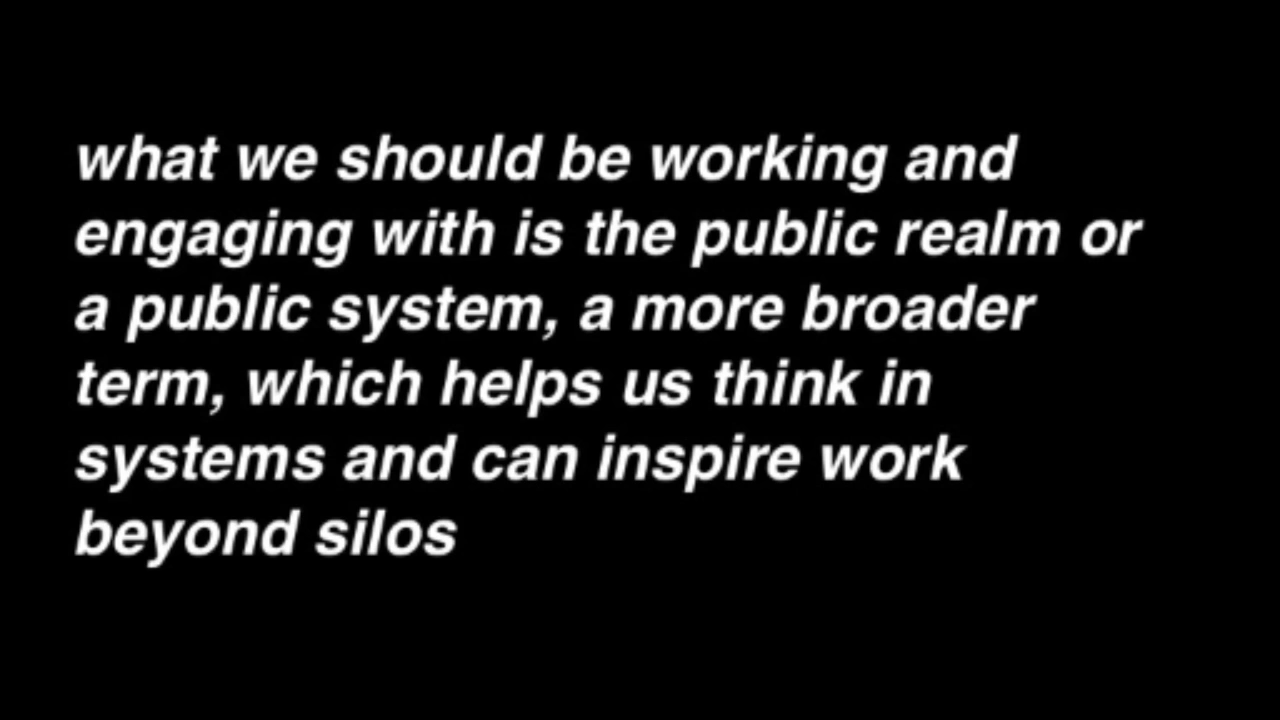 what we should be working and
engaging with is the public realm or
a public system, a more broader
term, which helps us think in
systems and can inspire work
beyond silos